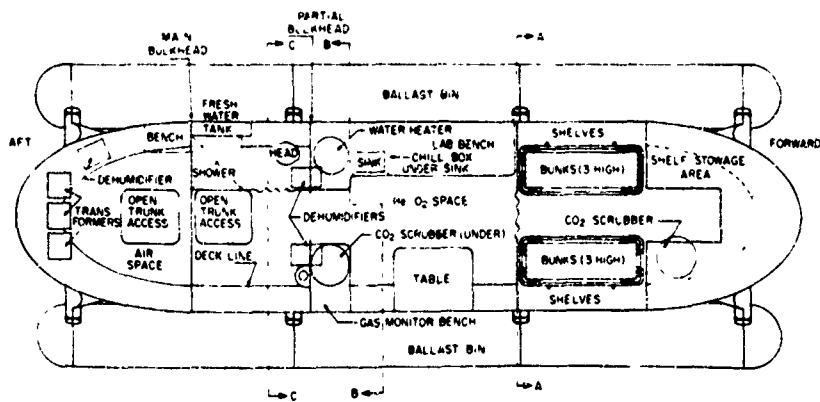 MAIN
BULKHEAD
PARTIAL
BULKHEAD
C
B
A
BALLAST BIN
FRESH
WATER
TANK
BENCH
WATER HEATER
LAB BENCH
SHELVES
AFT
FORWARD
HEAD
SINK
CHILL BOX
UNDER SINK
BUNKS (3 HIGH)
SHELF STOWAGE
AREA
SHOWER
DEHUMIDIFIER
TRANS
FORMERS
OPEN
TRUNK
ACCESS
OPEN
TRUNK
ACCESS
DEHUMIDIFIERS
He O2 SPACE
CO2 SCRUBBER
CO2 SCRUBBER (UNDER)
AIR
SPACE
DECK LINE
TABLE
BUNKS (3 HIGH)
SHELVES
GAS MONITOR BENCH
BALLAST BIN
C
B
A